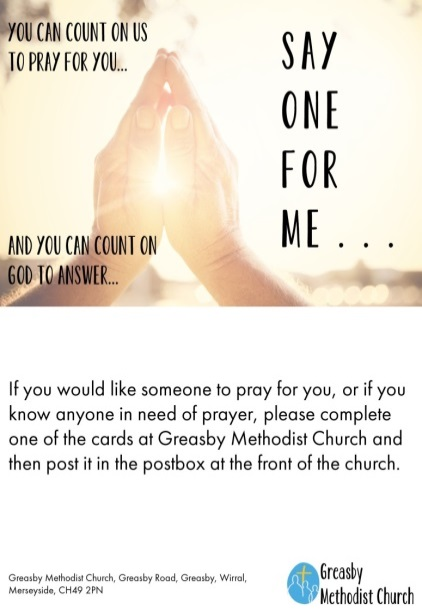 YOU CAN COUNT ON US
TO PRAY FOR YOU...
SAY
ONE
FOR
ME ...
AND YOU CAN COUNT ON
GOD TO ANSWER...
If you would like someone to pray for you, or if you
know anyone in need of prayer, please complete
one of the cards at Greasby Methodist Church and
then post it in the postbox at the front of the church.
Greasby Methodist Church, Greasby Road, Greasby, Wirral,
Merseyside, CH49 2PN
Greasby
Methodist Church